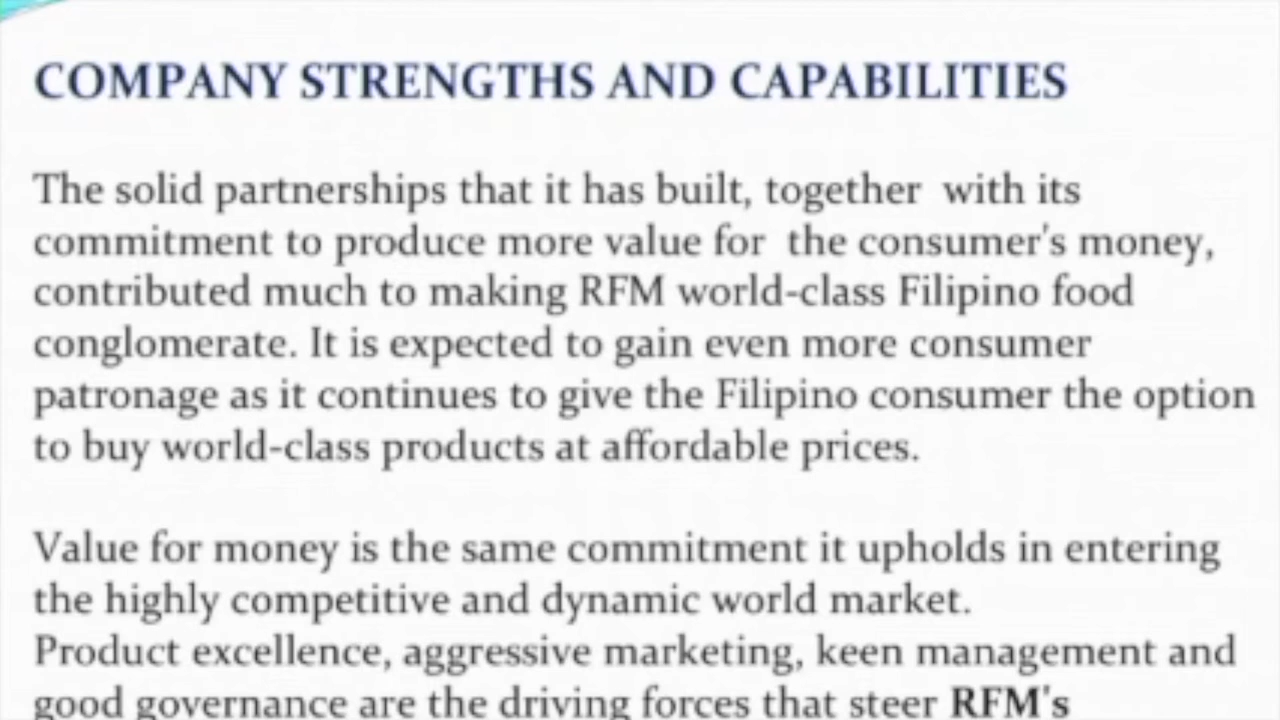 COMPANY STRENGTHS AND CAPABILITIES
The solid partnerships that it has built, together  with its
commitment to produce more value for  the consumer's money,
contributed much to making RFM world-class Filipino food
conglomerate. It is expected to gain even more consumer
patronage as it continues to give the Filipino consumer the option
to buy world-class products at affordable prices.
Value for money is the same commitment it upholds in entering
the highly competitive and dynamic world market.
Product excellence, aggressive marketing, keen management and
good governance are the driving forces that steer RFM's